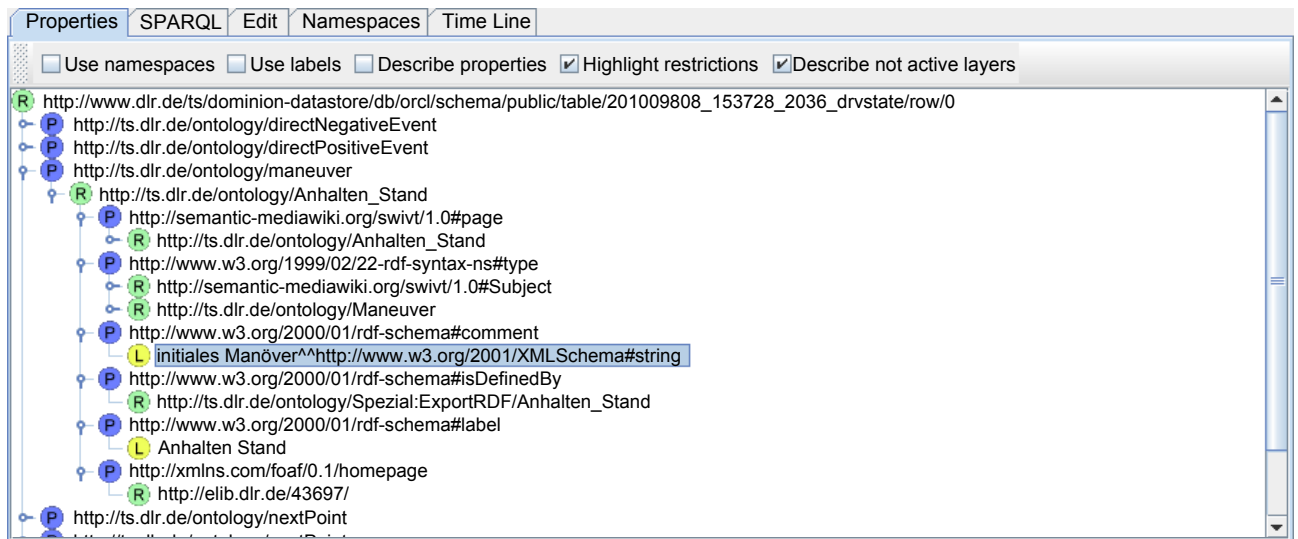 Properties SPARQL Edit Namespaces Time Line
Use namespaces Use labels Describe properties Highlight restrictions Describe not active layers
R http://www.dlr.de/ts/dominion-datastore/db/orcl/schema/public/table/201009808_153728_2036_drvstate/row/0
P http://ts.dlr.de/ontology/directNegativeEvent
P http://ts.dlr.de/ontology/directPositiveEvent
P http://ts.dlr.de/ontology/maneuver
R http://ts.dlr.de/ontology/Anhalten_Stand
P http://semantic-mediawiki.org/swivt/1.0#page
R http://ts.dlr.de/ontology/Anhalten_Stand
P http://www.w3.org/1999/02/22-rdf-syntax-ns#type
R http://semantic-mediawiki.org/swivt/1.0#Subject
R http://ts.dlr.de/ontology/Maneuver
P http://www.w3.org/2000/01/rdf-schema#comment
L initiales Manöver^^http://www.w3.org/2001/XMLSchema#string
P http://www.w3.org/2000/01/rdf-schema#isDefinedBy
R http://ts.dlr.de/ontology/Spezial:ExportRDF/Anhalten_Stand
P http://www.w3.org/2000/01/rdf-schema#label
L Anhalten Stand
P http://xmlns.com/foaf/0.1/homepage
R http://elib.dlr.de/43697/
P http://ts.dlr.de/ontology/nextPoint